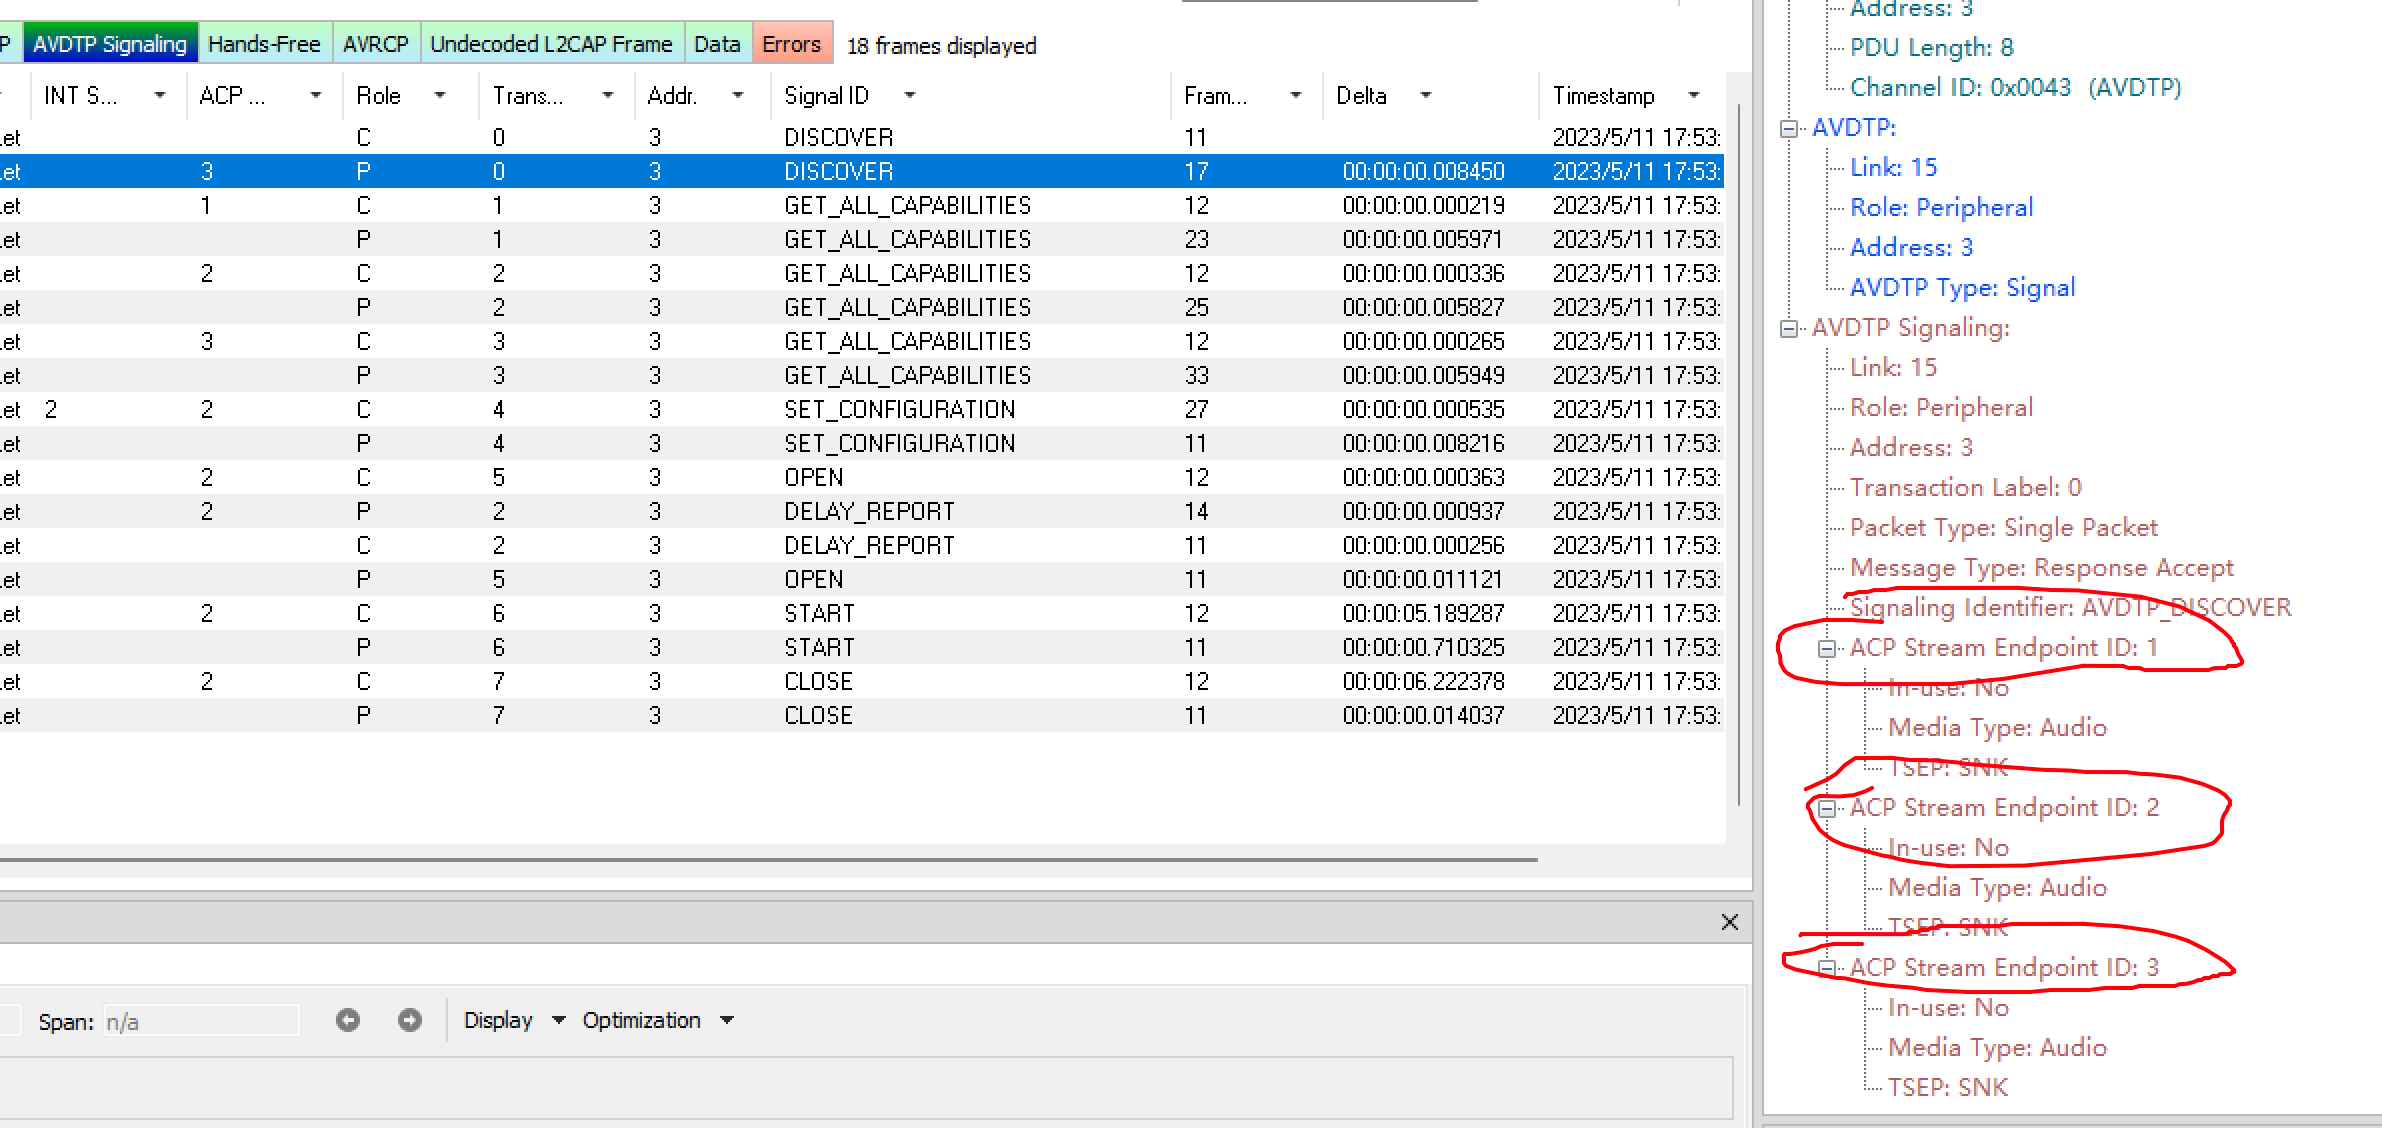 P AVDTP Signaling Hands-Free AVRCP Undecoded L2CAP Frame Data Errors 18 frames displayed
INT S... ACP ... Role Trans... Addr. Signal ID Fram... Delta Timestamp
.et C 0 3 DISCOVER 11 2023/5/11 17:53:
.et 3 P 0 3 DISCOVER 17 00:00:00.008450 2023/5/11 17:53:
.et 1 C 1 3 GET_ALL_CAPABILITIES 12 00:00:00.000219 2023/5/11 17:53:
.et P 1 3 GET_ALL_CAPABILITIES 23 00:00:00.005971 2023/5/11 17:53:
.et 2 C 2 3 GET_ALL_CAPABILITIES 12 00:00:00.000336 2023/5/11 17:53:
.et P 2 3 GET_ALL_CAPABILITIES 25 00:00:00.005827 2023/5/11 17:53:
.et 3 C 3 3 GET_ALL_CAPABILITIES 12 00:00:00.000265 2023/5/11 17:53:
.et P 3 3 GET_ALL_CAPABILITIES 33 00:00:00.005949 2023/5/11 17:53:
.et 2 2 C 4 3 SET_CONFIGURATION 27 00:00:00.000535 2023/5/11 17:53:
.et P 4 3 SET_CONFIGURATION 11 00:00:00.008216 2023/5/11 17:53:
.et 2 C 5 3 OPEN 12 00:00:00.000363 2023/5/11 17:53:
.et 2 P 2 3 DELAY_REPORT 14 00:00:00.000937 2023/5/11 17:53:
.et C 2 3 DELAY_REPORT 11 00:00:00.000256 2023/5/11 17:53:
.et P 5 3 OPEN 11 00:00:00.011121 2023/5/11 17:53:
.et 2 C 6 3 START 12 00:00:05.189287 2023/5/11 17:53:
.et P 6 3 START 11 00:00:00.710325 2023/5/11 17:53:
.et 2 C 7 3 CLOSE 12 00:00:06.222378 2023/5/11 17:53:
.et P 7 3 CLOSE 11 00:00:00.014037 2023/5/11 17:53:
Span: n/a Display Optimization
Address: 3
PDU Length: 8
Channel ID: 0x0043 (AVDTP)
AVDTP:
Link: 15
Role: Peripheral
Address: 3
AVDTP Type: Signal
AVDTP Signaling:
Link: 15
Role: Peripheral
Address: 3
Transaction Label: 0
Packet Type: Single Packet
Message Type: Response Accept
Signaling Identifier: AVDTP_DISCOVER
ACP Stream Endpoint ID: 1
In-use: No
Media Type: Audio
TSEP: SNK
ACP Stream Endpoint ID: 2
In-use: No
Media Type: Audio
TSEP: SNK
ACP Stream Endpoint ID: 3
In-use: No
Media Type: Audio
TSEP: SNK